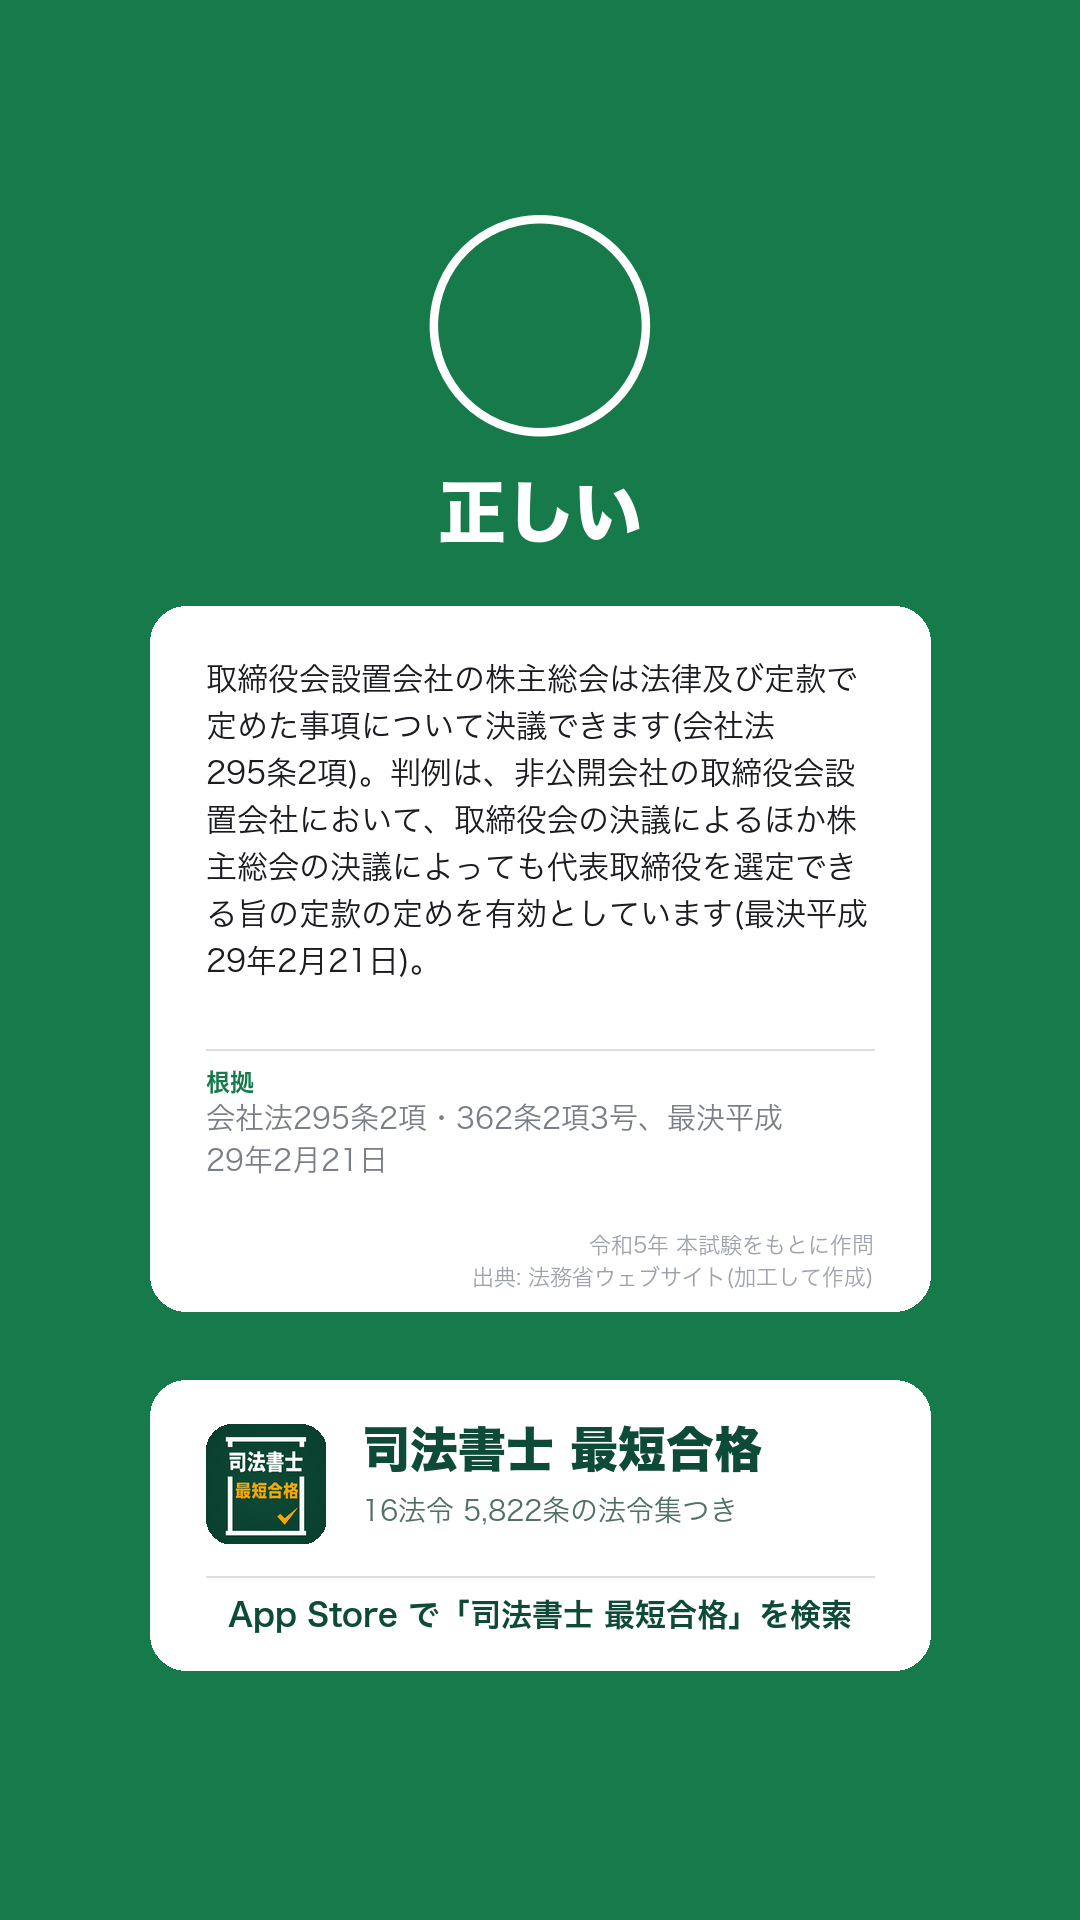 正しい
取締役会設置会社の株主総会は法律及び定款で
定めた事項について決議できます(会社法
295条2項)。判例は、非公開会社の取締役会設
置会社において、取締役会の決議によるほか株
主総会の決議によっても代表取締役を選定でき
る旨の定款の定めを有効としています(最決平成
29年2月21日)。
根拠
会社法295条2項・362条2項3号、最決平成
29年2月21日
令和5年 本試験をもとに作問
出典: 法務省ウェブサイト(加工して作成)
司法書士
最短合格
司法書士 最短合格
16法令 5,822条の法令集つき
App Store で「司法書士 最短合格」を検索